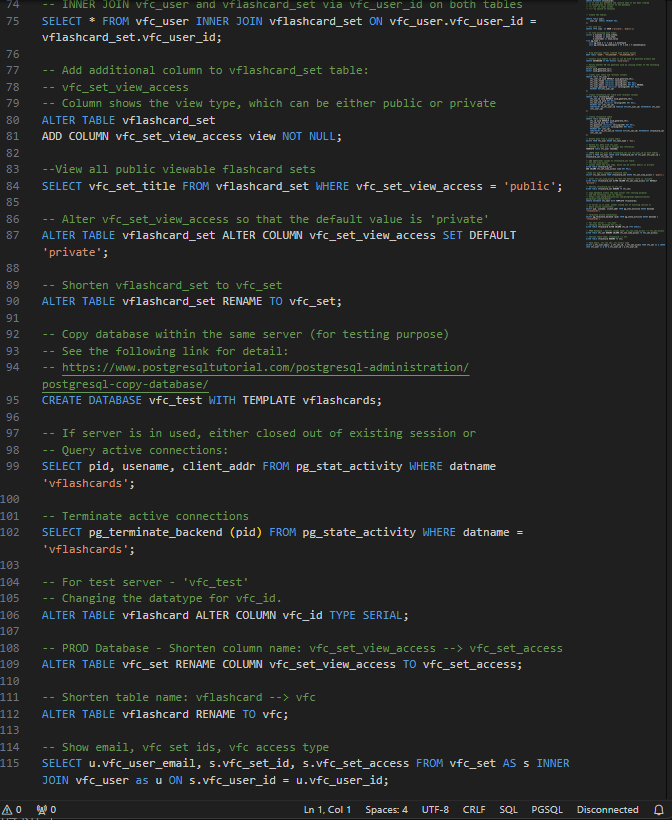 74 -- INNER JOIN vfc_user and vflashcard_set via vfc_user_id on both tables
75 SELECT * FROM vfc_user INNER JOIN vflashcard_set ON vfc_user.vfc_user_id =
vflashcard_set.vfc_user_id;
76
77 -- Add additional column to vflashcard_set table:
78 -- vfc_set_view_access
79 -- Column shows the view type, which can be either public or private
80 ALTER TABLE vflashcard_set
81 ADD COLUMN vfc_set_view_access view NOT NULL;
82
83 --View all public viewable flashcard sets
84 SELECT vfc_set_title FROM vflashcard_set WHERE vfc_set_view_access = 'public';
85
86 -- Alter vfc_set_view_access so that the default value is 'private'
87 ALTER TABLE vflashcard_set ALTER COLUMN vfc_set_view_access SET DEFAULT
'private';
88
89 -- Shorten vflashcard_set to vfc_set
90 ALTER TABLE vflashcard_set RENAME TO vfc_set;
91
92 -- Copy database within the same server (for testing purpose)
93 -- See the following link for detail:
94 -- https://www.postgresqltutorial.com/postgresql-administration/
postgresql-copy-database/
95 CREATE DATABASE vfc_test WITH TEMPLATE vflashcards;
96
97 -- If server is in used, either closed out of existing session or
98 -- Query active connections:
99 SELECT pid, usename, client_addr FROM pg_stat_activity WHERE datname
'vflashcards';
100
101 -- Terminate active connections
102 SELECT pg_terminate_backend (pid) FROM pg_state_activity WHERE datname =
'vflashcards';
103
104 -- For test server - 'vfc_test'
105 -- Changing the datatype for vfc_id.
106 ALTER TABLE vflashcard ALTER COLUMN vfc_id TYPE SERIAL;
107
108 -- PROD Database - Shorten column name: vfc_set_view_access --> vfc_set_access
109 ALTER TABLE vfc_set RENAME COLUMN vfc_set_view_access TO vfc_set_access;
110
111 -- Shorten table name: vflashcard --> vfc
112 ALTER TABLE vflashcard RENAME TO vfc;
113
114 -- Show email, vfc set ids, vfc access type
115 SELECT u.vfc_user_email, s.vfc_set_id, s.vfc_set_access FROM vfc_set AS s INNER
JOIN vfc_user as u ON s.vfc_user_id = u.vfc_user_id;
0 0 Ln 1, Col 1 Spaces: 4 UTF-8 CRLF SQL PGSQL Disconnected